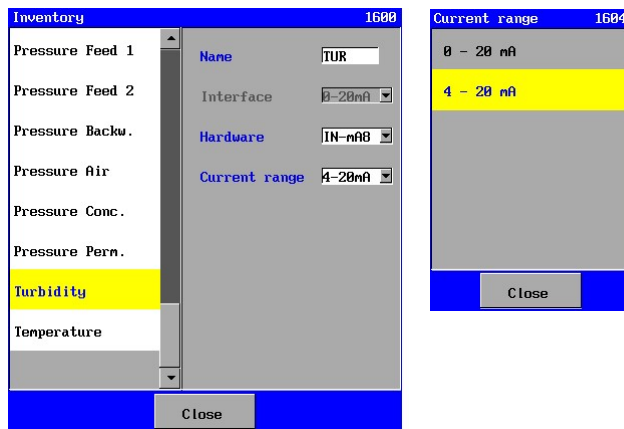 Inventory 1600
Pressure Feed 1
Pressure Feed 2
Pressure Backw.
Pressure Air
Pressure Conc.
Pressure Perm.
Turbidity
Temperature
Name TUR
Interface 0-20mA
Hardware IN-mA8
Current range 4-20mA
Close
Current range 1604
0 - 20 mA
4 - 20 mA
Close